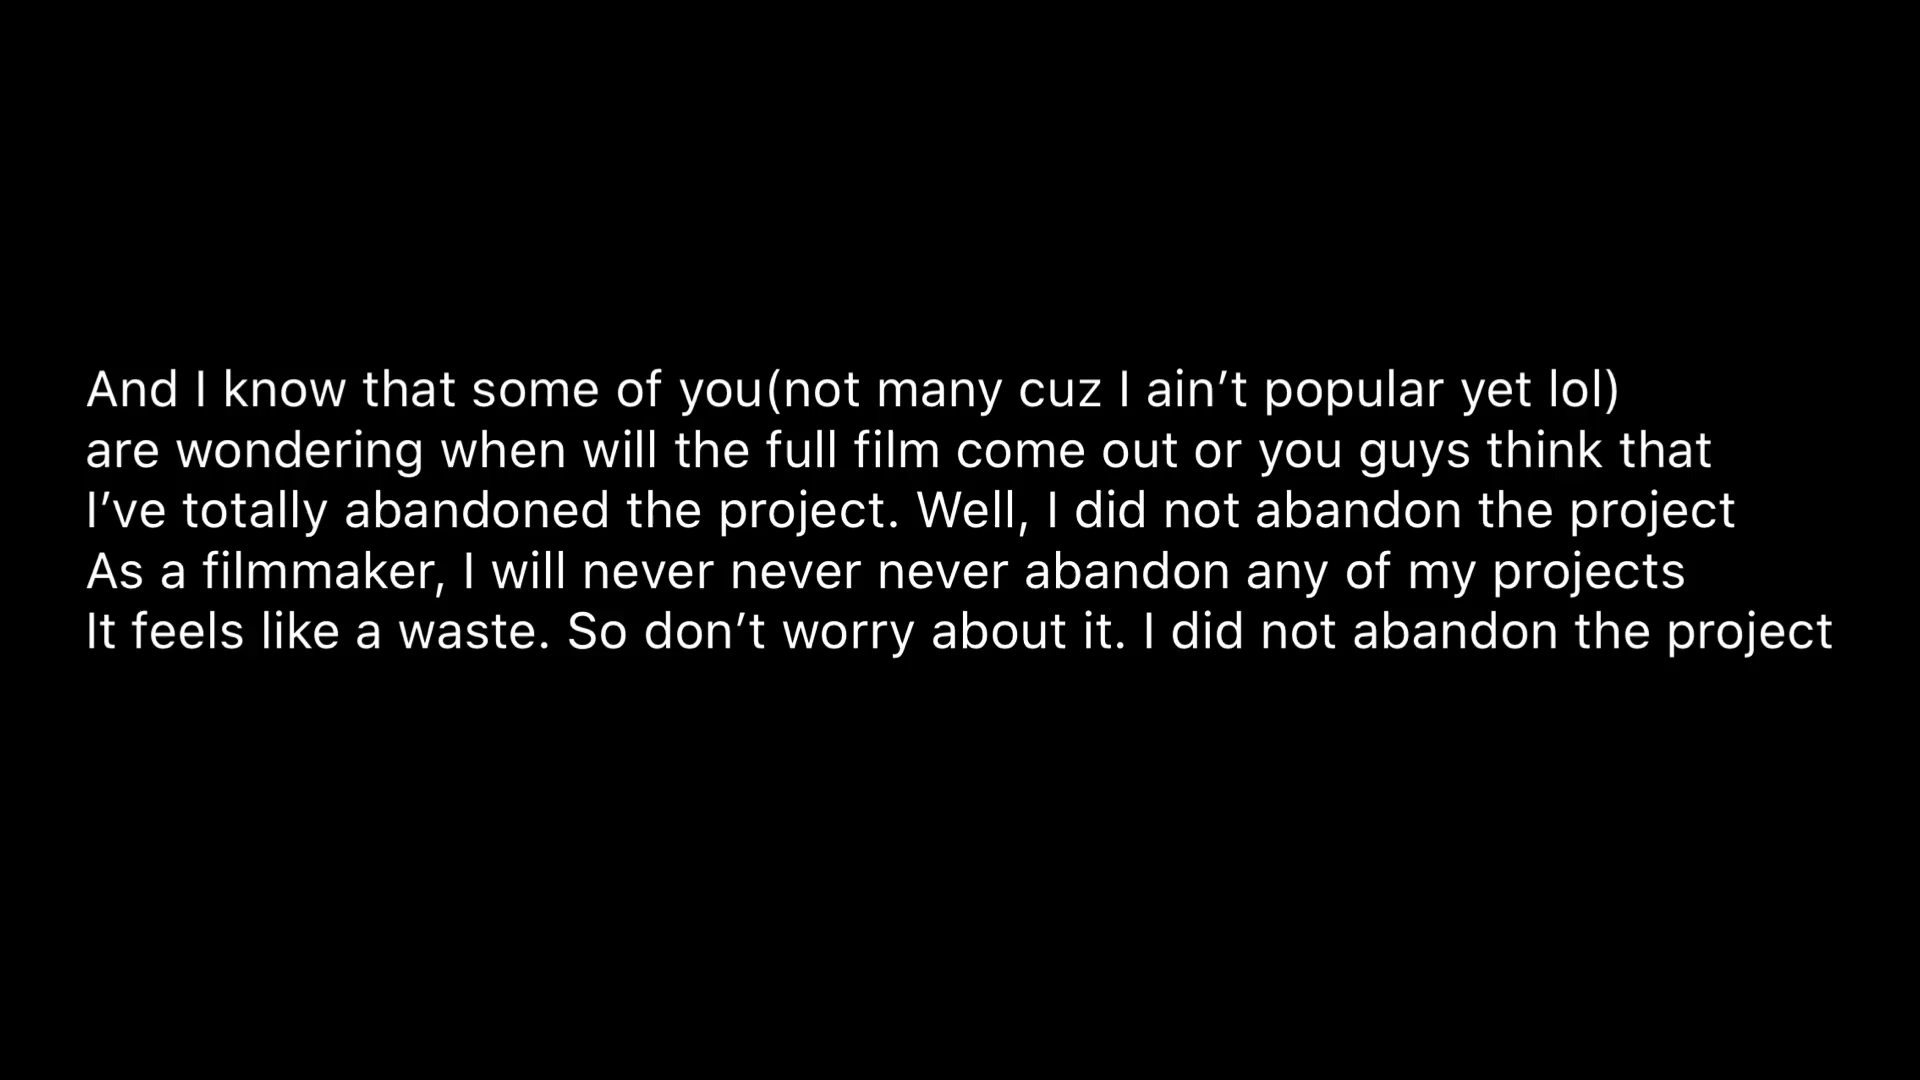 And I know that some of you(not many cuz I ain’t popular yet lol)
are wondering when will the full film come out or you guys think that
I’ve totally abandoned the project. Well, I did not abandon the project
As a filmmaker, I will never never never abandon any of my projects
It feels like a waste. So don’t worry about it. I did not abandon the project